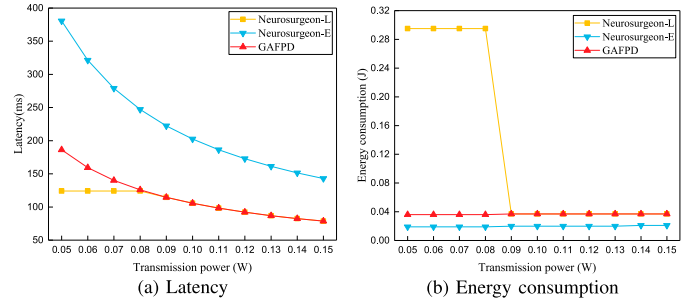 400
350
300
250
200
150
100
50
Latency(ms)
Neurosurgeon-L
Neurosurgeon-E
GAFPD
0.05 0.06 0.07 0.08 0.09 0.10 0.11 0.12 0.13 0.14 0.15
Transmission power (W)
(a) Latency
0.32
0.28
0.24
0.20
0.16
0.12
0.08
0.04
0.00
Energy consumption (J)
Neurosurgeon-L
Neurosurgeon-E
GAFPD
0.05 0.06 0.07 0.08 0.09 0.10 0.11 0.12 0.13 0.14 0.15
Transmission power (W)
(b) Energy consumption